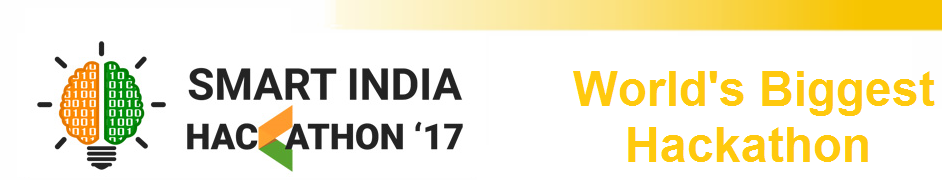 SMART INDIA
HACKATHON ‘17
World's Biggest
Hackathon